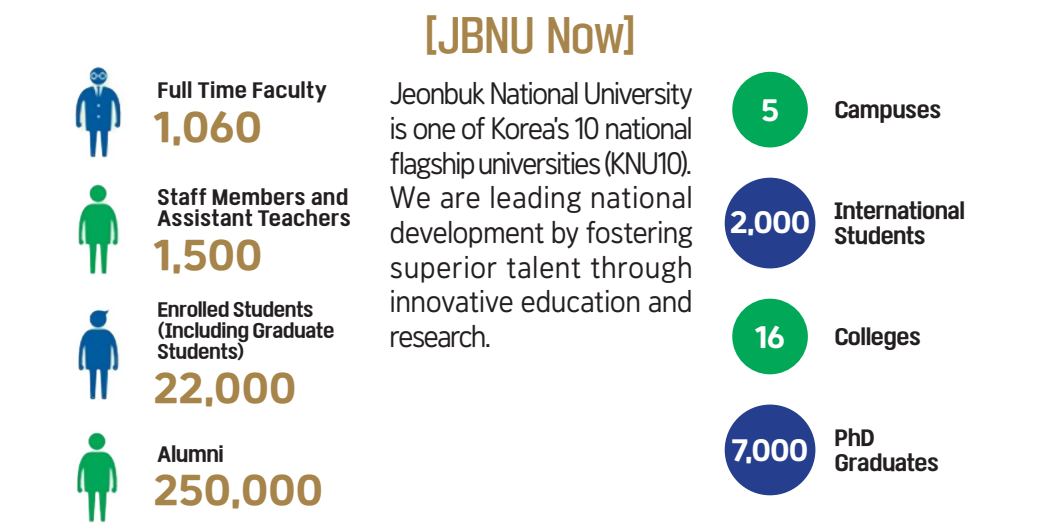 [JBNU Now]
Full Time Faculty
1,060
Staff Members and
Assistant Teachers
1,500
Enrolled Students
(Including Graduate
Students)
22,000
Alumni
250,000
Jeonbuk National University
is one of Korea's 10 national
flagship universities (KNU10).
We are leading national
development by fostering
superior talent through
innovative education and
research.
5
Campuses
2,000
International
Students
16
Colleges
7,000
PhD
Graduates